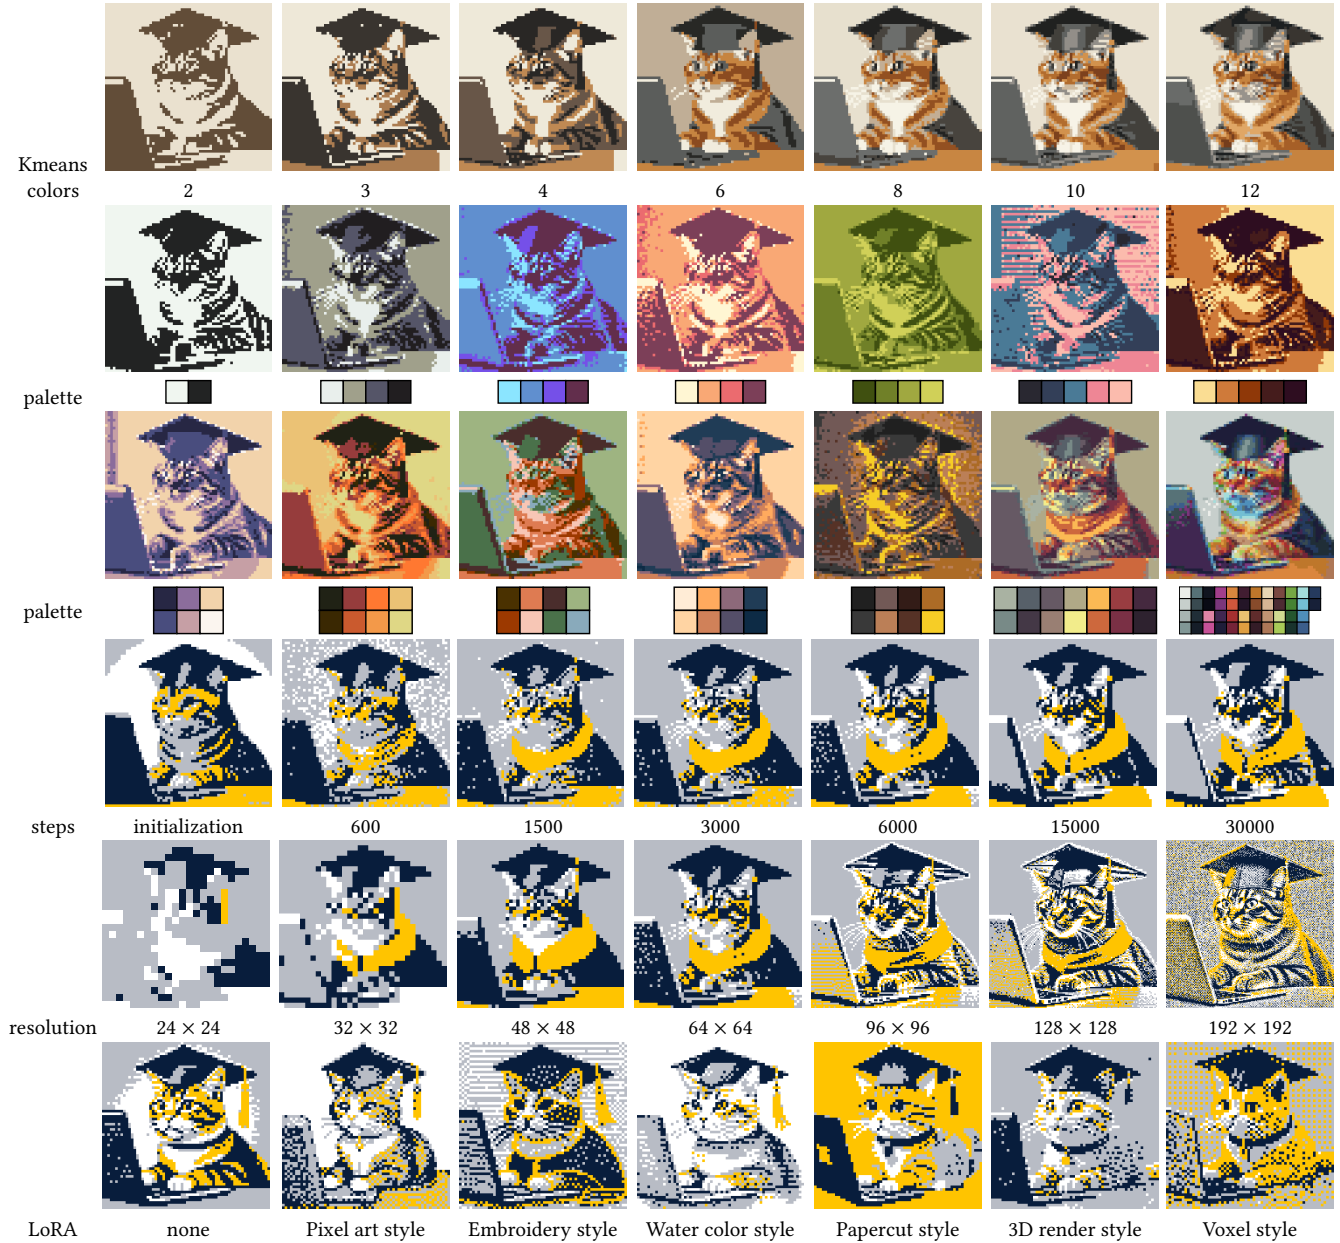 Kmeans
colors 2 3 4 6 8 10 12
palette
palette
steps initialization 600 1500 3000 6000 15000 30000
resolution 24 × 24 32 × 32 48 × 48 64 × 64 96 × 96 128 × 128 192 × 192
LoRA none Pixel art style Embroidery style Water color style Papercut style 3D render style Voxel style